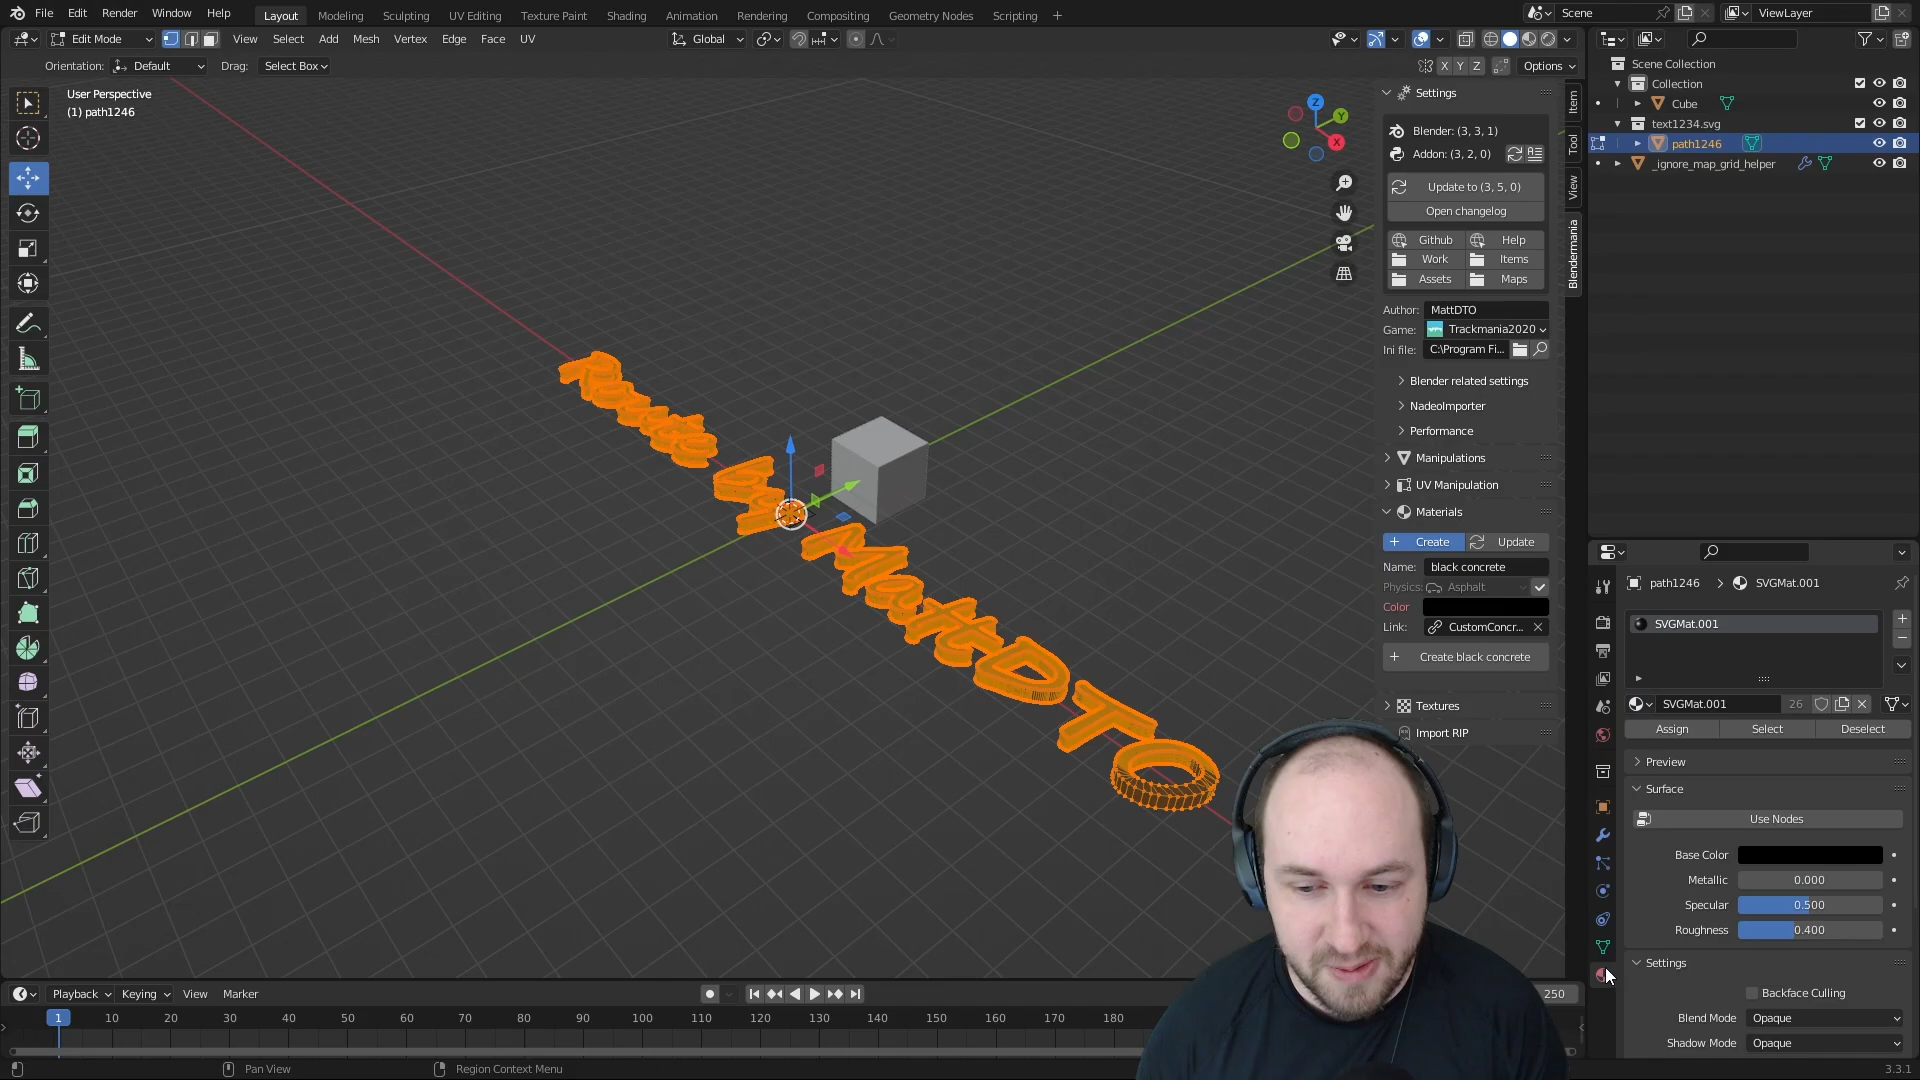 File Edit Render Window Help Layout Modeling Sculpting UV Editing Texture Paint Shading Animation Rendering Compositing Geometry Nodes Scripting + Scene ViewLayer
Edit Mode View Select Add Mesh Vertex Edge Face UV Global
Orientation: Default Drag: Select Box X Y Z Options
User Perspective
(1) path1246
Z
Y
X
Settings
Blender: (3, 3, 1)
Addon: (3, 2, 0)
Update to (3, 5, 0)
Open changelog
Github Help
Work Items
Assets Maps
Author: MattDTO
Game: Trackmania2020
Ini file: C:\Program Fi...
Blender related settings
NadeoImporter
Performance
Manipulations
UV Manipulation
Materials
Create Update
Name: black concrete
Physics: Asphalt
Color
Link: CustomConcr...
Create black concrete
Textures
Import RIP
Item
Tool
View
Blendermania
Scene Collection
Collection
Cube
text1234.svg
path1246
_ignore_map_grid_helper
path1246 > SVGMat.001
SVGMat.001
SVGMat.001 26
Assign Select Deselect
Preview
Surface
Use Nodes
Base Color
Metallic 0.000
Specular 0.500
Roughness 0.400
Settings
Backface Culling
Blend Mode Opaque
Shadow Mode Opaque
MattDTO
Playback Keying View Marker 250
1 10 20 30 40 50 60 70 80 90 100 110 120 130 140 150 160 170 180
Pan View Region Context Menu 3.3.1